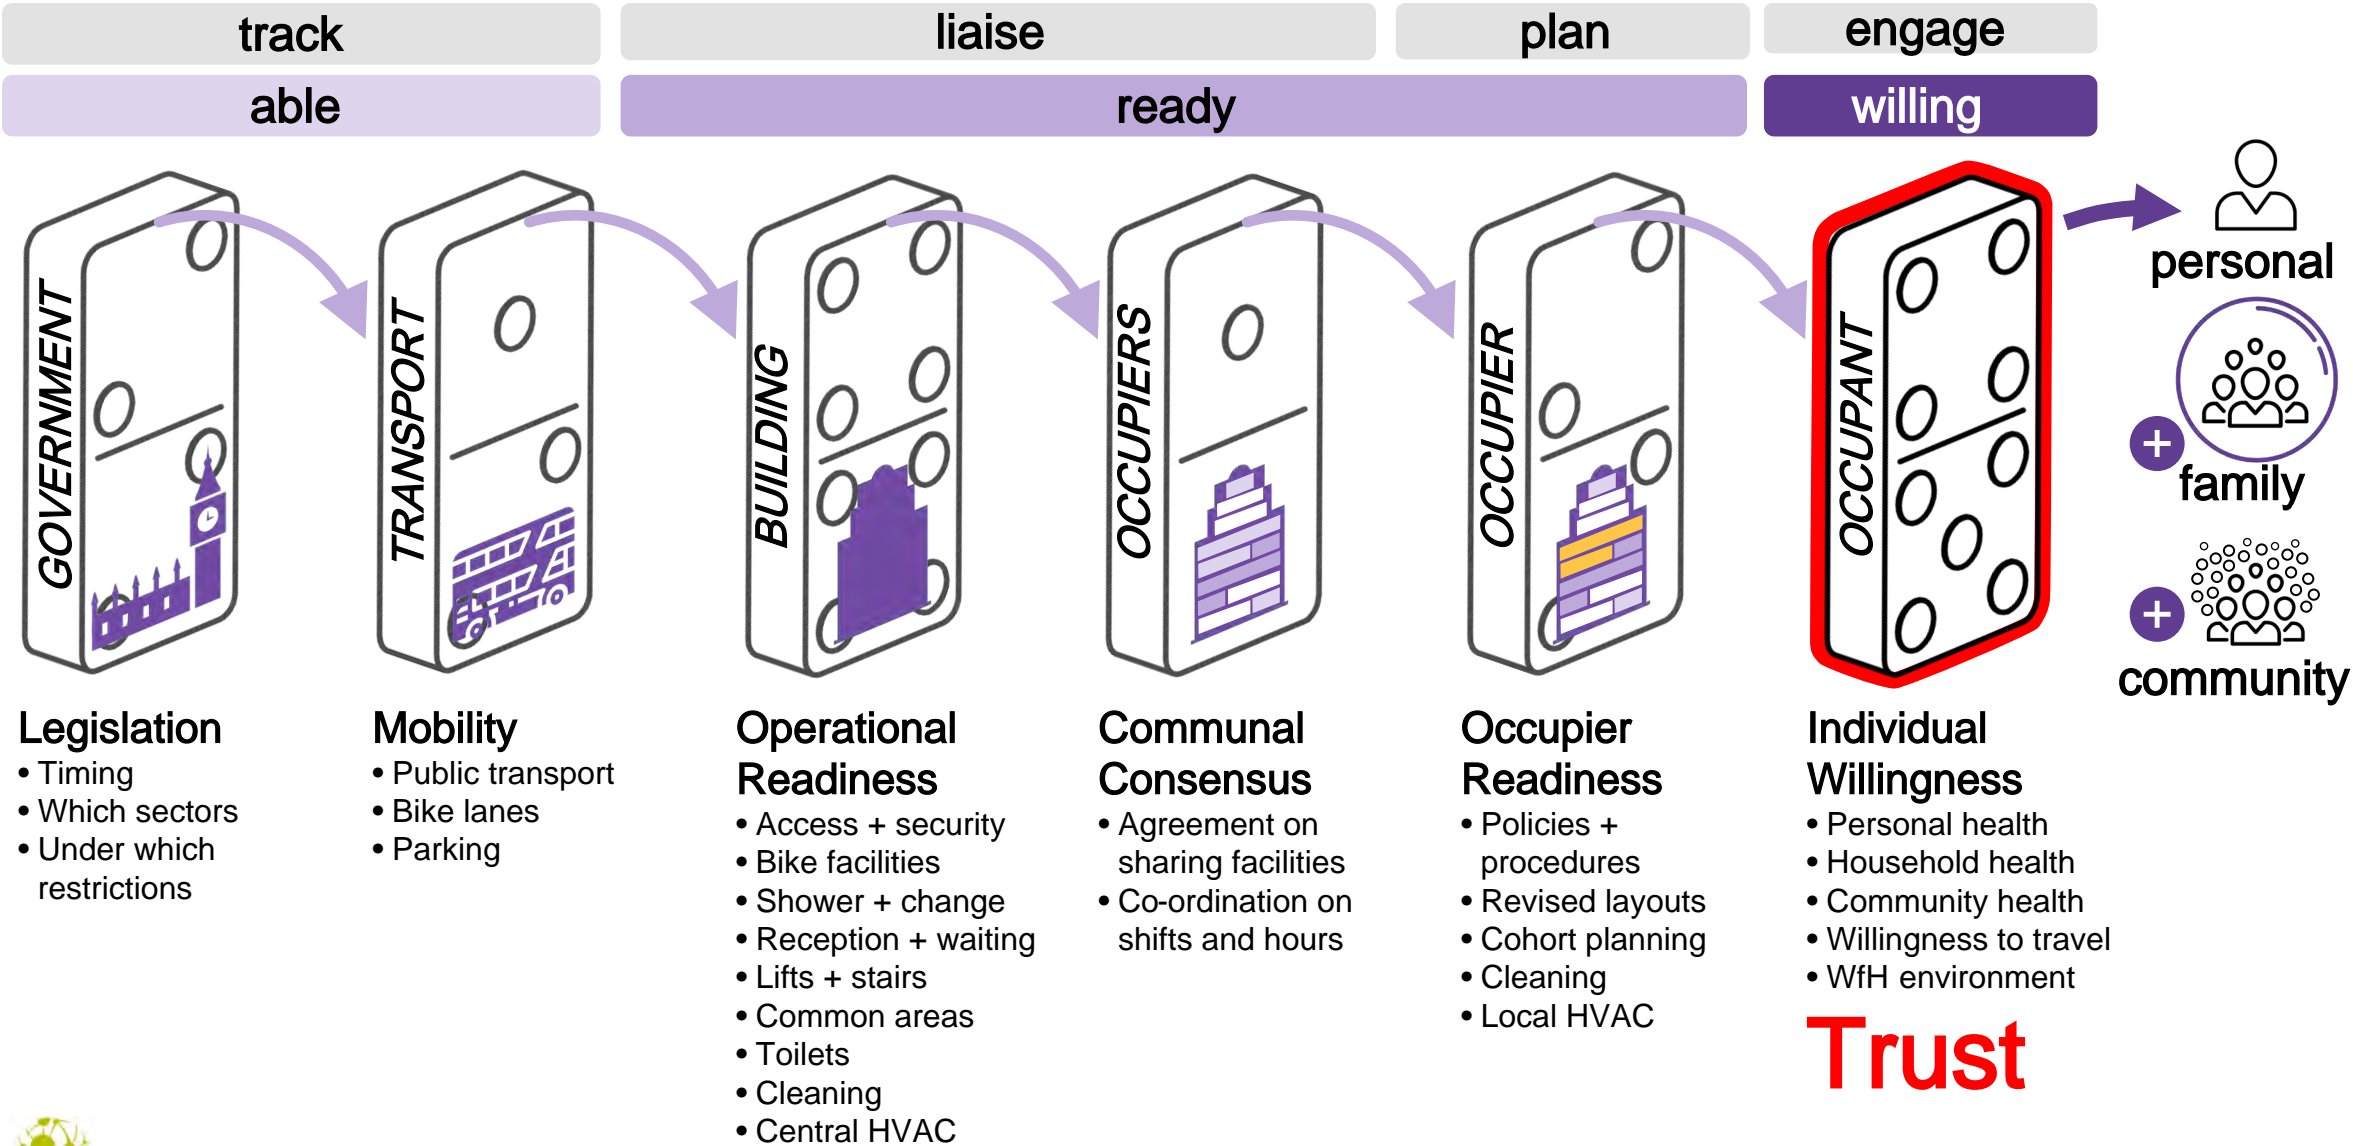 track
liaise
plan
engage
able
ready
willing
GOVERNMENT
TRANSPORT
BUILDING
OCCUPIERS
OCCUPIER
OCCUPANT
personal
+
family
+
community
Legislation
• Timing
• Which sectors
• Under which
restrictions
Mobility
• Public transport
• Bike lanes
• Parking
Operational
Readiness
• Access + security
• Bike facilities
• Shower + change
• Reception + waiting
• Lifts + stairs
• Common areas
• Toilets
• Cleaning
• Central HVAC
Communal
Consensus
• Agreement on
sharing facilities
• Co-ordination on
shifts and hours
Occupier
Readiness
• Policies +
procedures
• Revised layouts
• Cohort planning
• Cleaning
• Local HVAC
Individual
Willingness
• Personal health
• Household health
• Community health
• Willingness to travel
• WfH environment
Trust